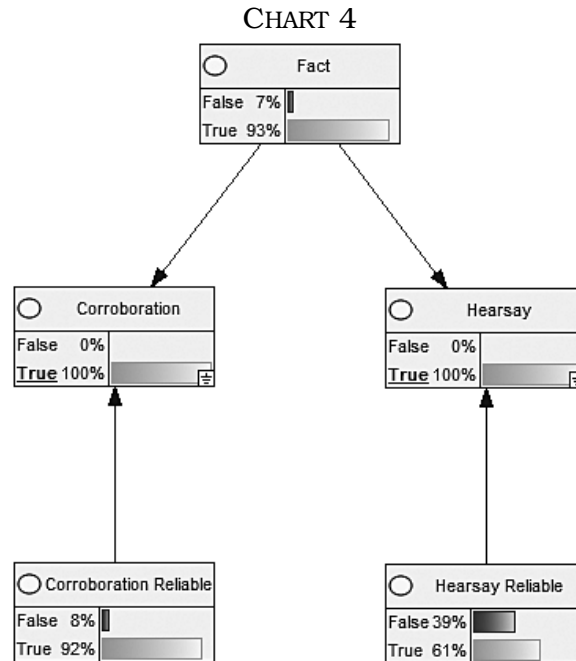 CHART 4
Fact
False 7%
True 93%
Corroboration
False 0%
True 100%
Hearsay
False 0%
True 100%
Corroboration Reliable
False 8%
True 92%
Hearsay Reliable
False 39%
True 61%